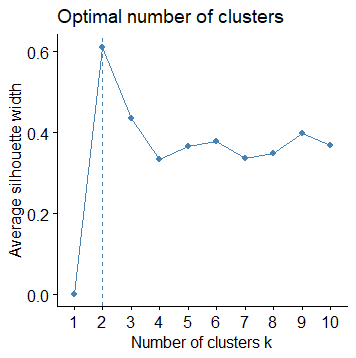 Optimal number of clusters
Average silhouette width
0.6
0.4
0.2
0.0
1 2 3 4 5 6 7 8 9 10
Number of clusters k